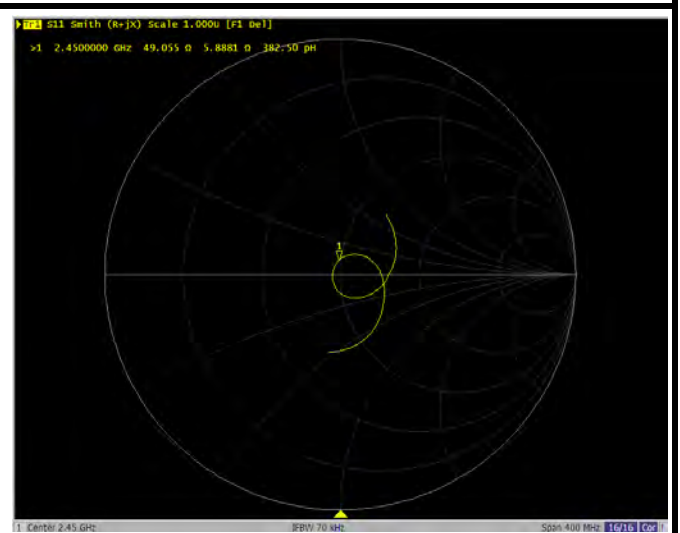 Tr1 S11 Smith (R+jX) Scale 1.000U [F1 Del]
>1 2.4500000 GHz 49.055 Ω 5.8881 Ω 382.50 pH
1
1 Center 2.45 GHz IFBW 70 kHz Span 400 MHz 16/16 Cor